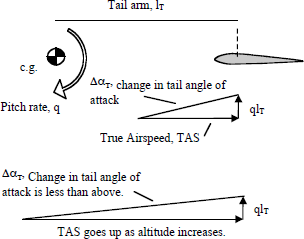 Tail arm, lT
c.g.
Pitch rate, q
ΔαT, change in tail angle of
attack
qlT
True Airspeed, TAS
ΔαT, Change in tail angle of
attack is less than above.
qlT
TAS goes up as altitude increases.